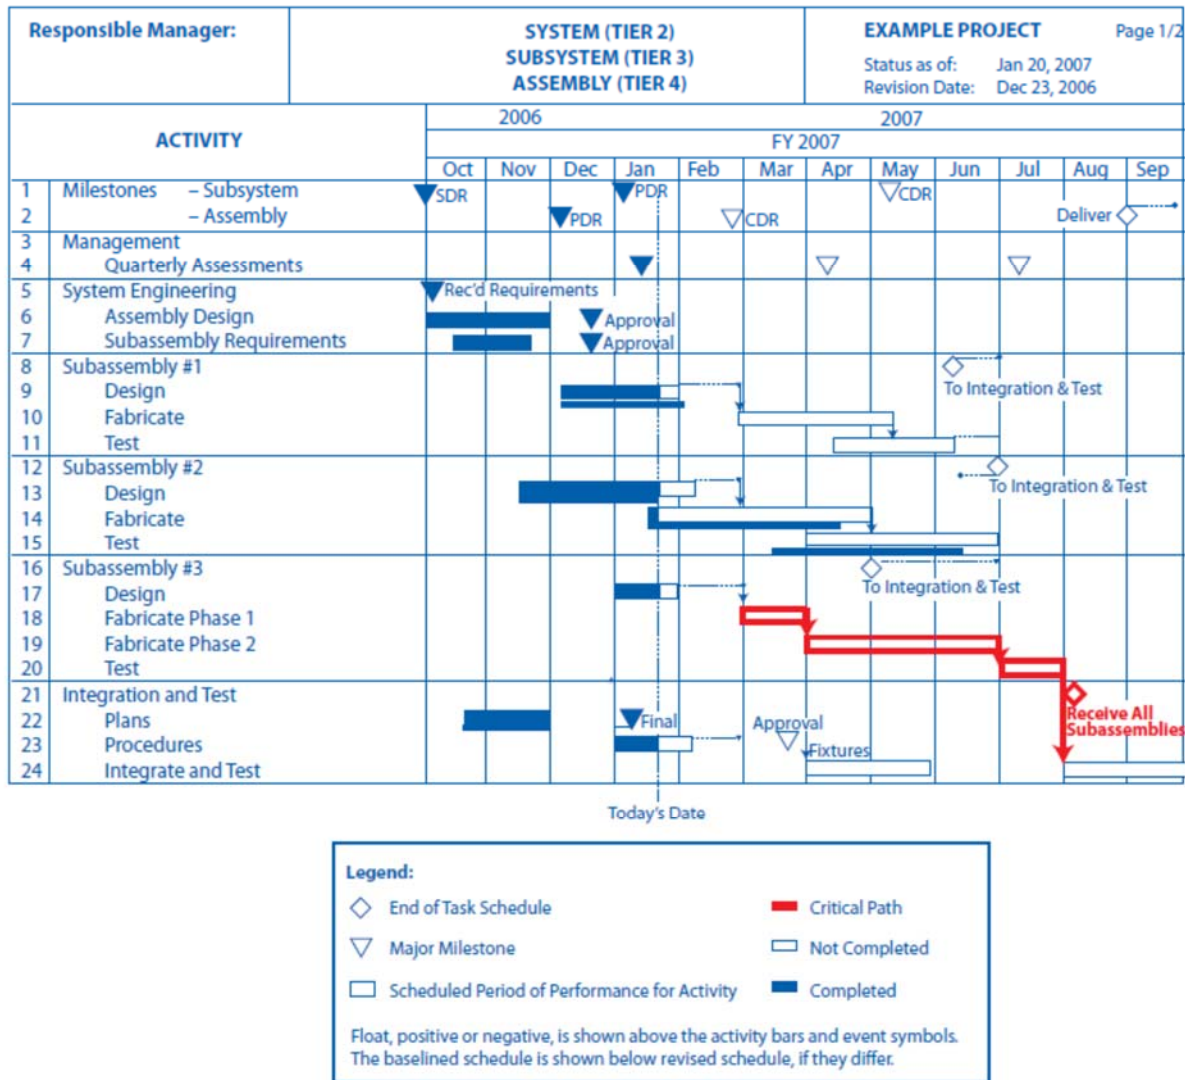 Responsible Manager:
SYSTEM (TIER 2)
SUBSYSTEM (TIER 3)
ASSEMBLY (TIER 4)
EXAMPLE PROJECT Page 1/2
Status as of: Jan 20, 2007
Revision Date: Dec 23, 2006
ACTIVITY
2006 2007
FY 2007
Oct Nov Dec Jan Feb Mar Apr May Jun Jul Aug Sep
1 Milestones – Subsystem SDR PDR CDR
2 – Assembly PDR CDR Deliver
3 Management
4 Quarterly Assessments
5 System Engineering Rec'd Requirements
6 Assembly Design Approval
7 Subassembly Requirements Approval
8 Subassembly #1
9 Design To Integration & Test
10 Fabricate
11 Test
12 Subassembly #2
13 Design To Integration & Test
14 Fabricate
15 Test
16 Subassembly #3
17 Design To Integration & Test
18 Fabricate Phase 1
19 Fabricate Phase 2
20 Test
21 Integration and Test
22 Plans Final Approval Receive All
Subassemblies
23 Procedures Fixtures
24 Integrate and Test
Today's Date
Legend:
End of Task Schedule Critical Path
Major Milestone Not Completed
Scheduled Period of Performance for Activity Completed
Float, positive or negative, is shown above the activity bars and event symbols.
The baselined schedule is shown below revised schedule, if they differ.